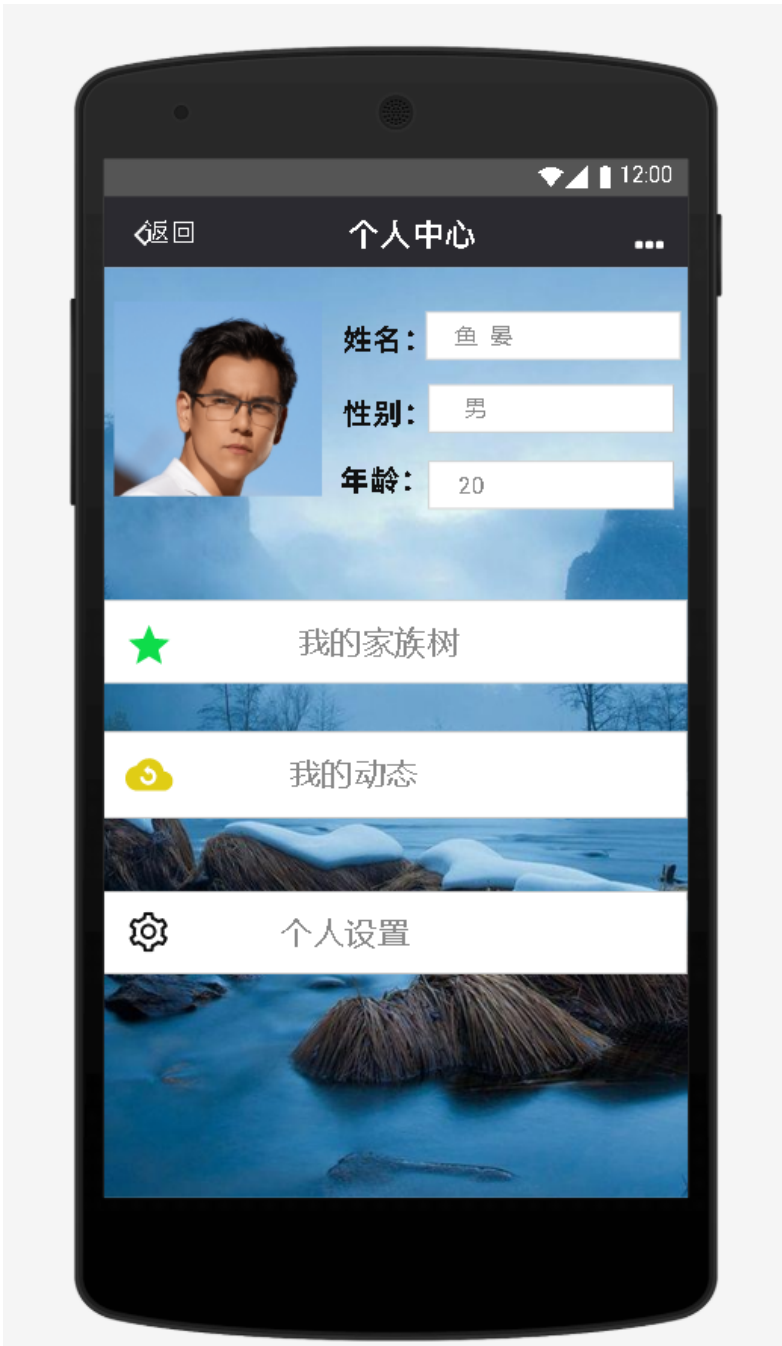 12:00
返回 个人中心
姓名： 鱼 晏
性别： 男
年龄： 20
我的家族树
我的动态
个人设置